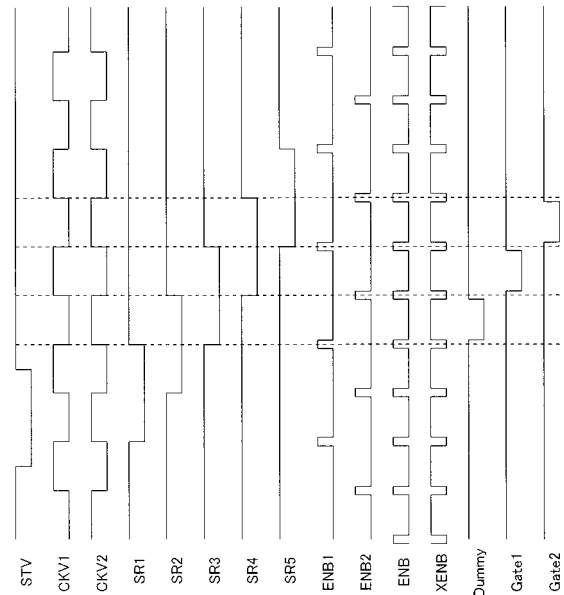 STV
CKV1
CKV2
SR1
SR2
SR3
SR4
SR5
ENB1
ENB2
ENB
XENB
Dummy
Gate1
Gate2